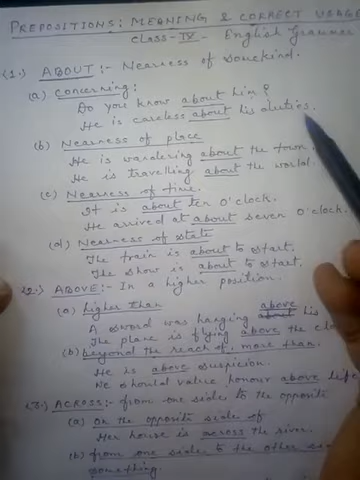 PREPOSITIONS: MEANING & CORRECT USAGE
Class-IV English Grammar
(1.) ABOUT:- Nearness of somekind.
(a) concerning
Do you know about him?
He is careless about his duties.
(b) Nearness of place
He is wandering about the town.
He is travelling about the world.
(c) Nearness of time.
It is about ten O'clock.
He arrived at about seven O'clock.
(d) Nearness of state
The train is about to start.
The show is about to start.
(2.) ABOVE:- In a higher position.
(a) higher than
A sword was hanging above his
The plane is flying above the
(b) beyond the reach of, more than.
He is above suspicion.
We should value honour above life
(3.) ACROSS:- from one side to the opposite
(a) on the opposite side of
Her house is across the river.
(b) from one side to the other
something.